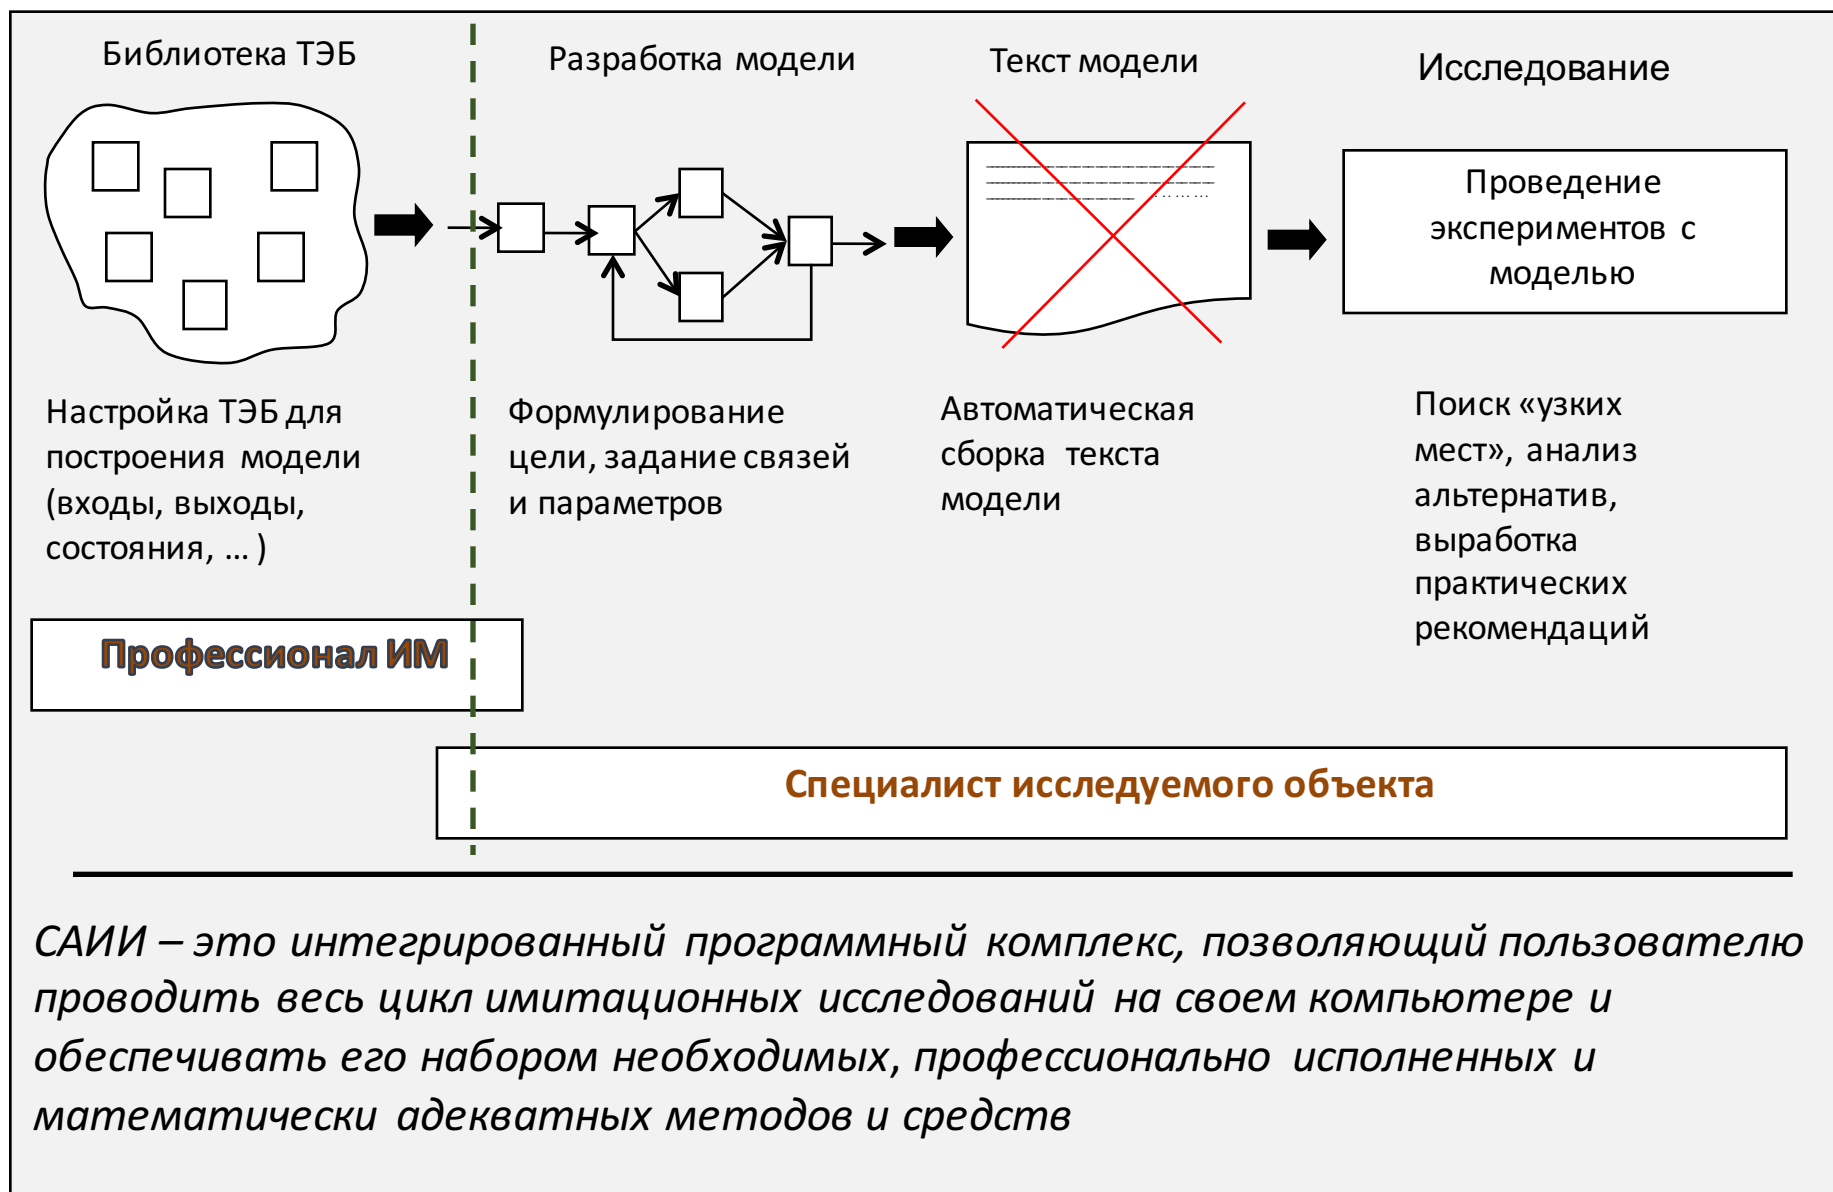 Библиотека ТЭБ
Разработка модели
Текст модели
Исследование
Проведение
экспериментов с
моделью
Настройка ТЭБ для
построения модели
(входы, выходы,
состояния, ... )
Формулирование
цели, задание связей
и параметров
Автоматическая
сборка текста
модели
Поиск «узких
мест», анализ
альтернатив,
выработка
практических
рекомендаций
Профессионал ИМ
Специалист исследуемого объекта
САИИ – это интегрированный программный комплекс, позволяющий пользователю
проводить весь цикл имитационных исследований на своем компьютере и
обеспечивать его набором необходимых, профессионально исполненных и
математически адекватных методов и средств